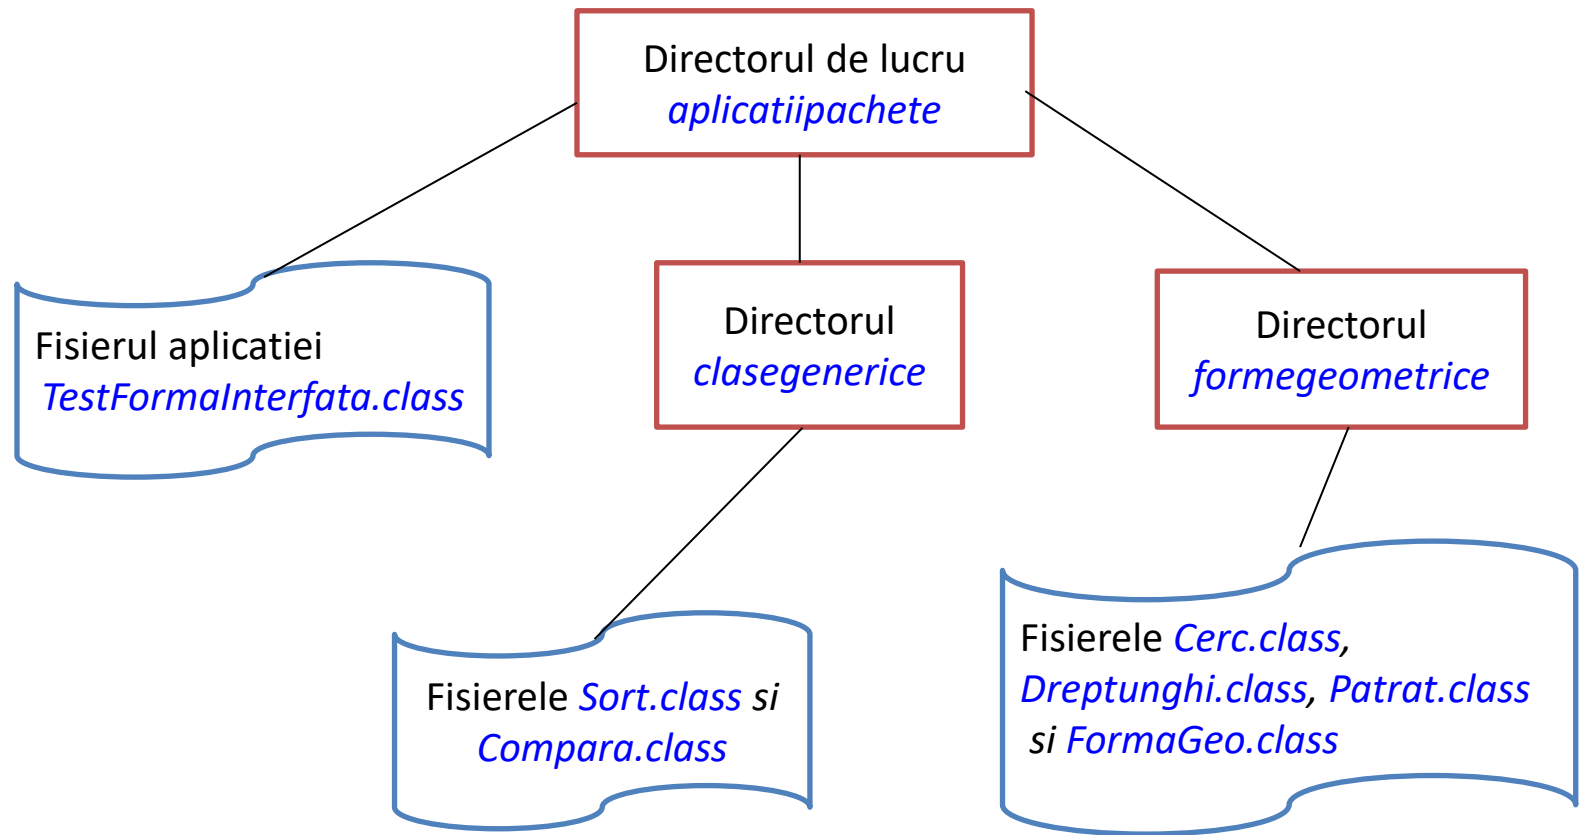 Directorul de lucru
aplicatiipachete
Fisierul aplicatiei
TestFormaInterfata.class
Directorul
clasegenerice
Directorul
formegeometrice
Fisierele Sort.class si
Compara.class
Fisierele Cerc.class,
Dreptunghi.class, Patrat.class
si FormaGeo.class